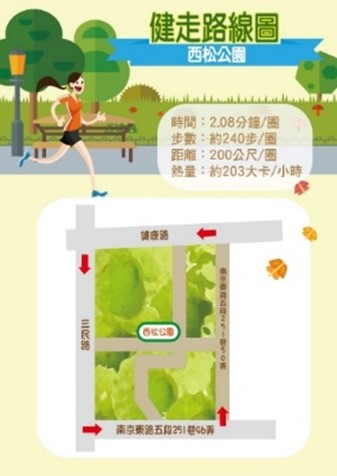 健走路線圖
西松公園
時間：2.08分鐘/圈
步數：約240步/圈
距離：200公尺/圈
熱量：約203大卡/小時
健康路
三民路
西松公園
南京東路五段251巷50弄
南京東路五段251巷46弄